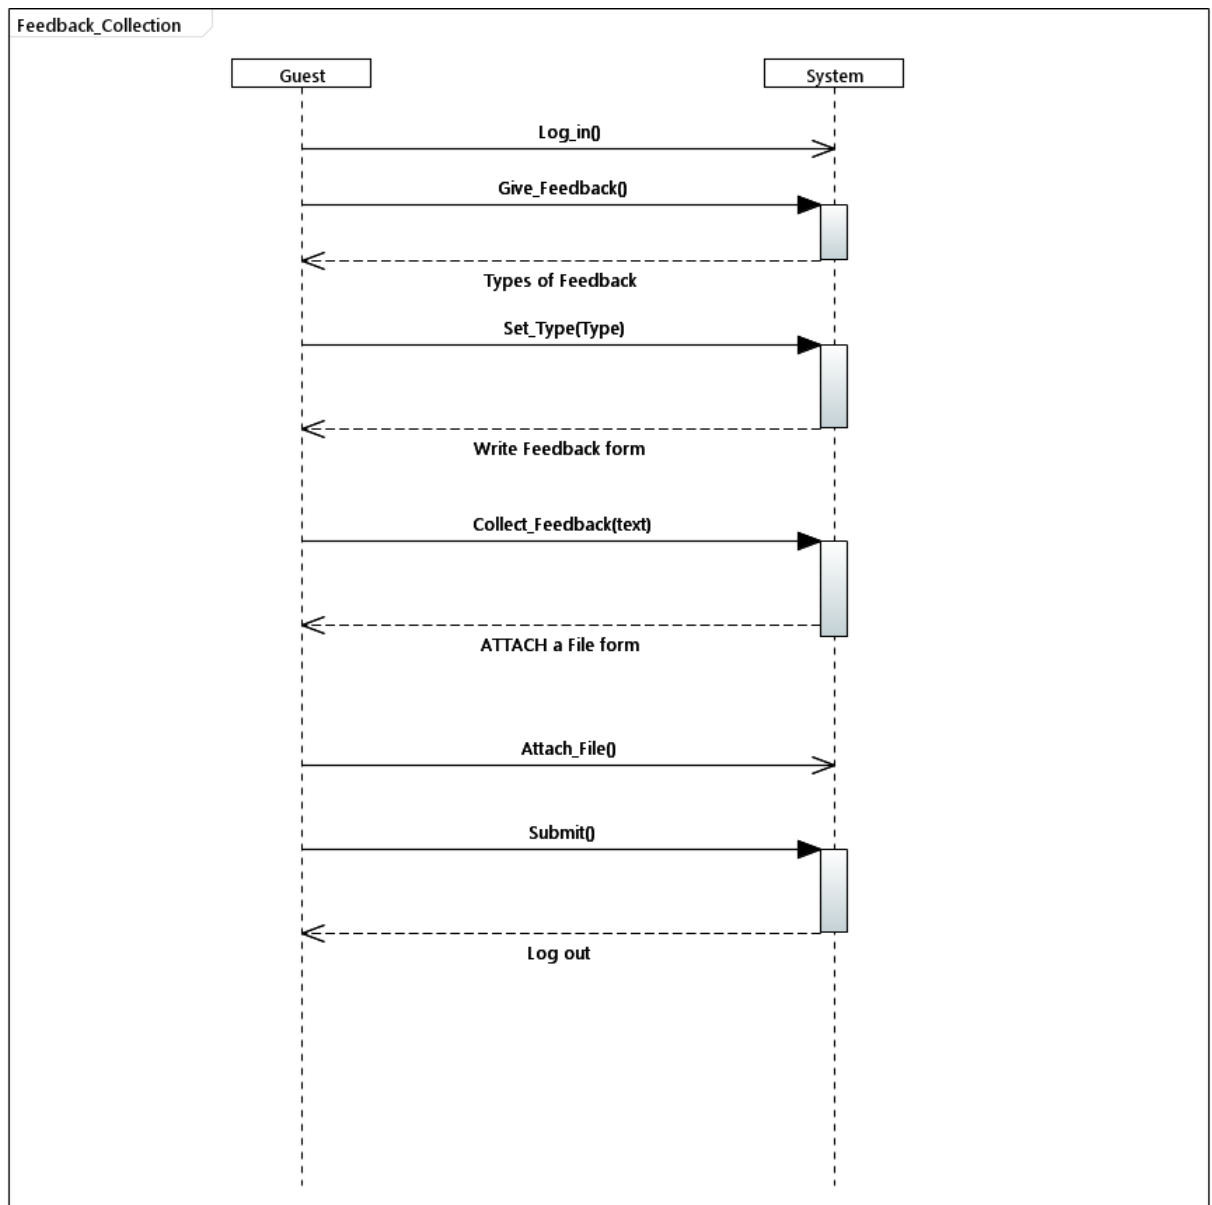 Feedback_Collection
Guest
System
Log_in()
Give_Feedback()
Types of Feedback
Set_Type(Type)
Write Feedback form
Collect_Feedback(text)
ATTACH a File form
Attach_File()
Submit()
Log out